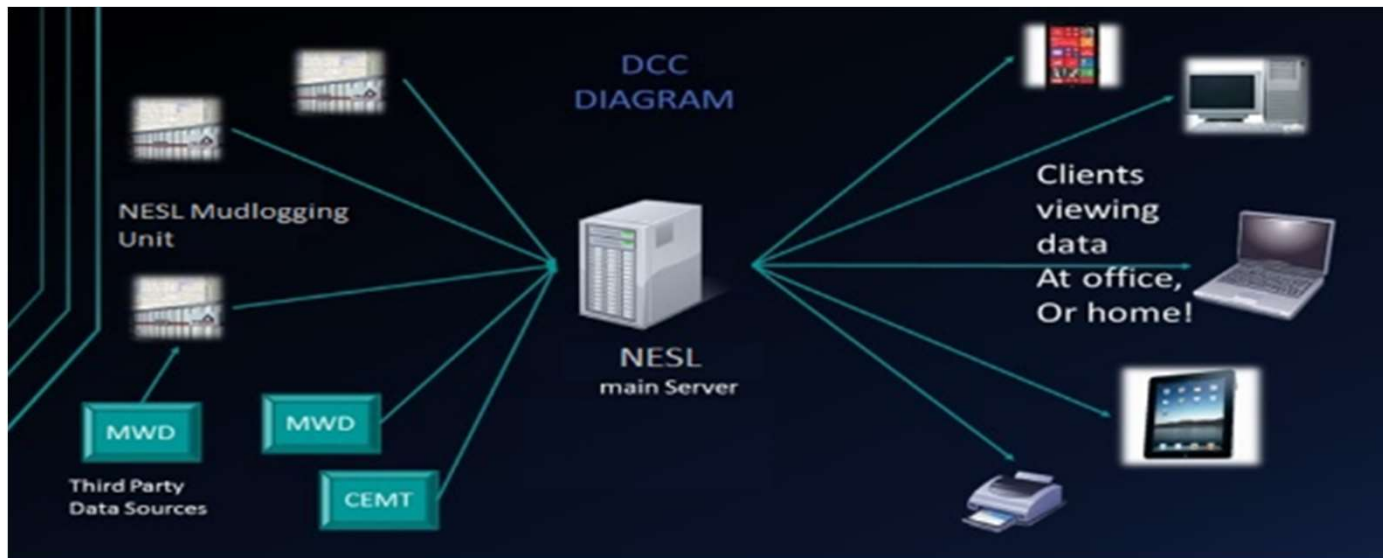 DCC
DIAGRAM
NESL Mudlogging
Unit
MWD
Third Party
Data Sources
MWD
CEMT
NESL
main Server
Clients
viewing
data
At office,
Or home!